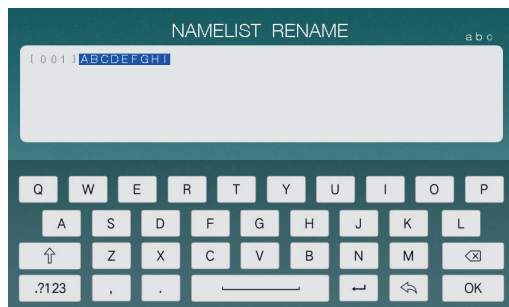 NAMELIST RENAME
abc
[001]ABCDEFGHI
Q W E R T Y U I O P
A S D F G H J K L
Z X C V B N M
.?123 , . OK